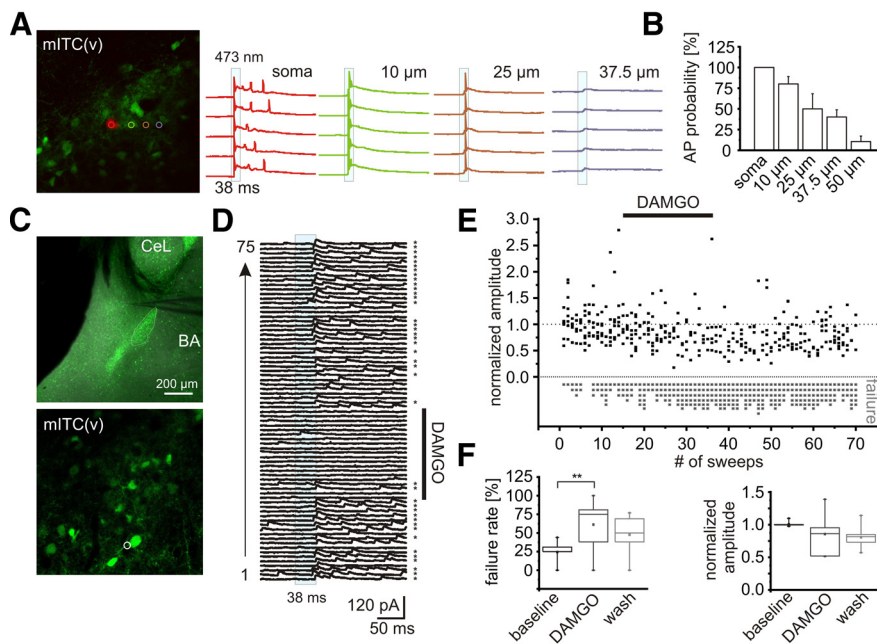 A
mITC(v)
473 nm
soma
10 µm
25 µm
37.5 µm
38 ms
B
AP probability [%]
125
100
75
50
25
0
soma
10 µm
25 µm
37.5 µm
50 µm
C
CeL
BA
200 µm
mITC(v)
D
75
1
38 ms
DAMGO
120 pA
50 ms
E
DAMGO
normalized amplitude
3.0
2.5
2.0
1.5
1.0
0.5
0.0
failure
0 10 20 30 40 50 60 70
# of sweeps
F
failure rate [%]
100
75
50
25
0
**
baseline
DAMGO
wash
normalized
amplitude
1.5
1.0
0.5
0.0
baseline
DAMGO
wash